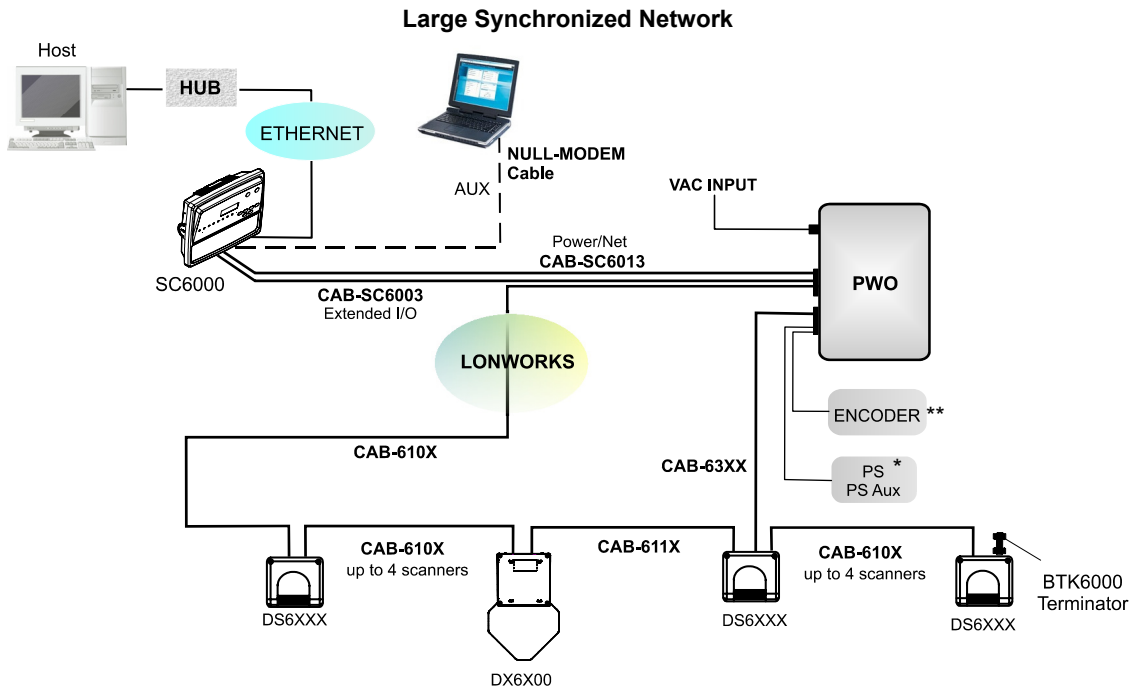 Large Synchronized Network
Host
HUB
ETHERNET
NULL-MODEM
Cable
AUX
VAC INPUT
SC6000
Power/Net
CAB-SC6013
CAB-SC6003
Extended I/O
PWO
LONWORKS
ENCODER **
CAB-610X
CAB-63XX
PS *
PS Aux
CAB-610X
up to 4 scanners
CAB-611X
CAB-610X
up to 4 scanners
BTK6000
Terminator
DS6XXX
DX6X00
DS6XXX
DS6XXX